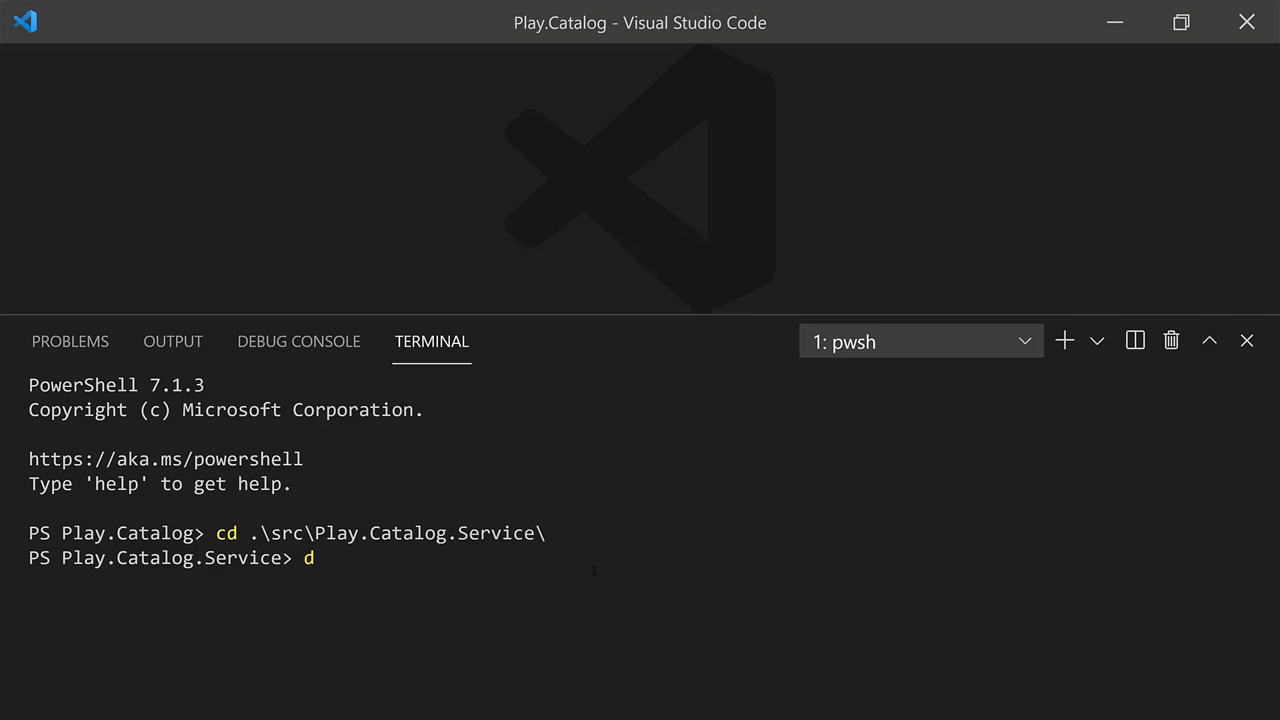 Play.Catalog - Visual Studio Code
PROBLEMS OUTPUT DEBUG CONSOLE TERMINAL 1: pwsh
PowerShell 7.1.3
Copyright (c) Microsoft Corporation.
https://aka.ms/powershell
Type 'help' to get help.
PS Play.Catalog> cd .\src\Play.Catalog.Service\
PS Play.Catalog.Service> d